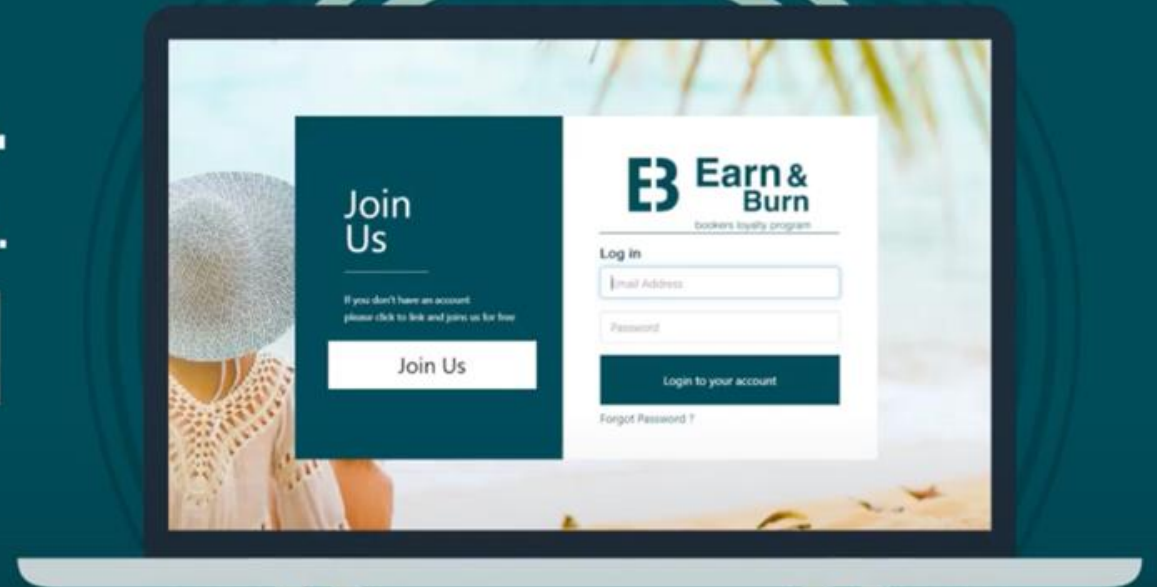 Join
Us
If you don't have an account
please click to link and joins us for free
Join Us
EB Earn &
Burn
bookers loyalty program
Log in
Email Address
Password
Login to your account
Forgot Password ?